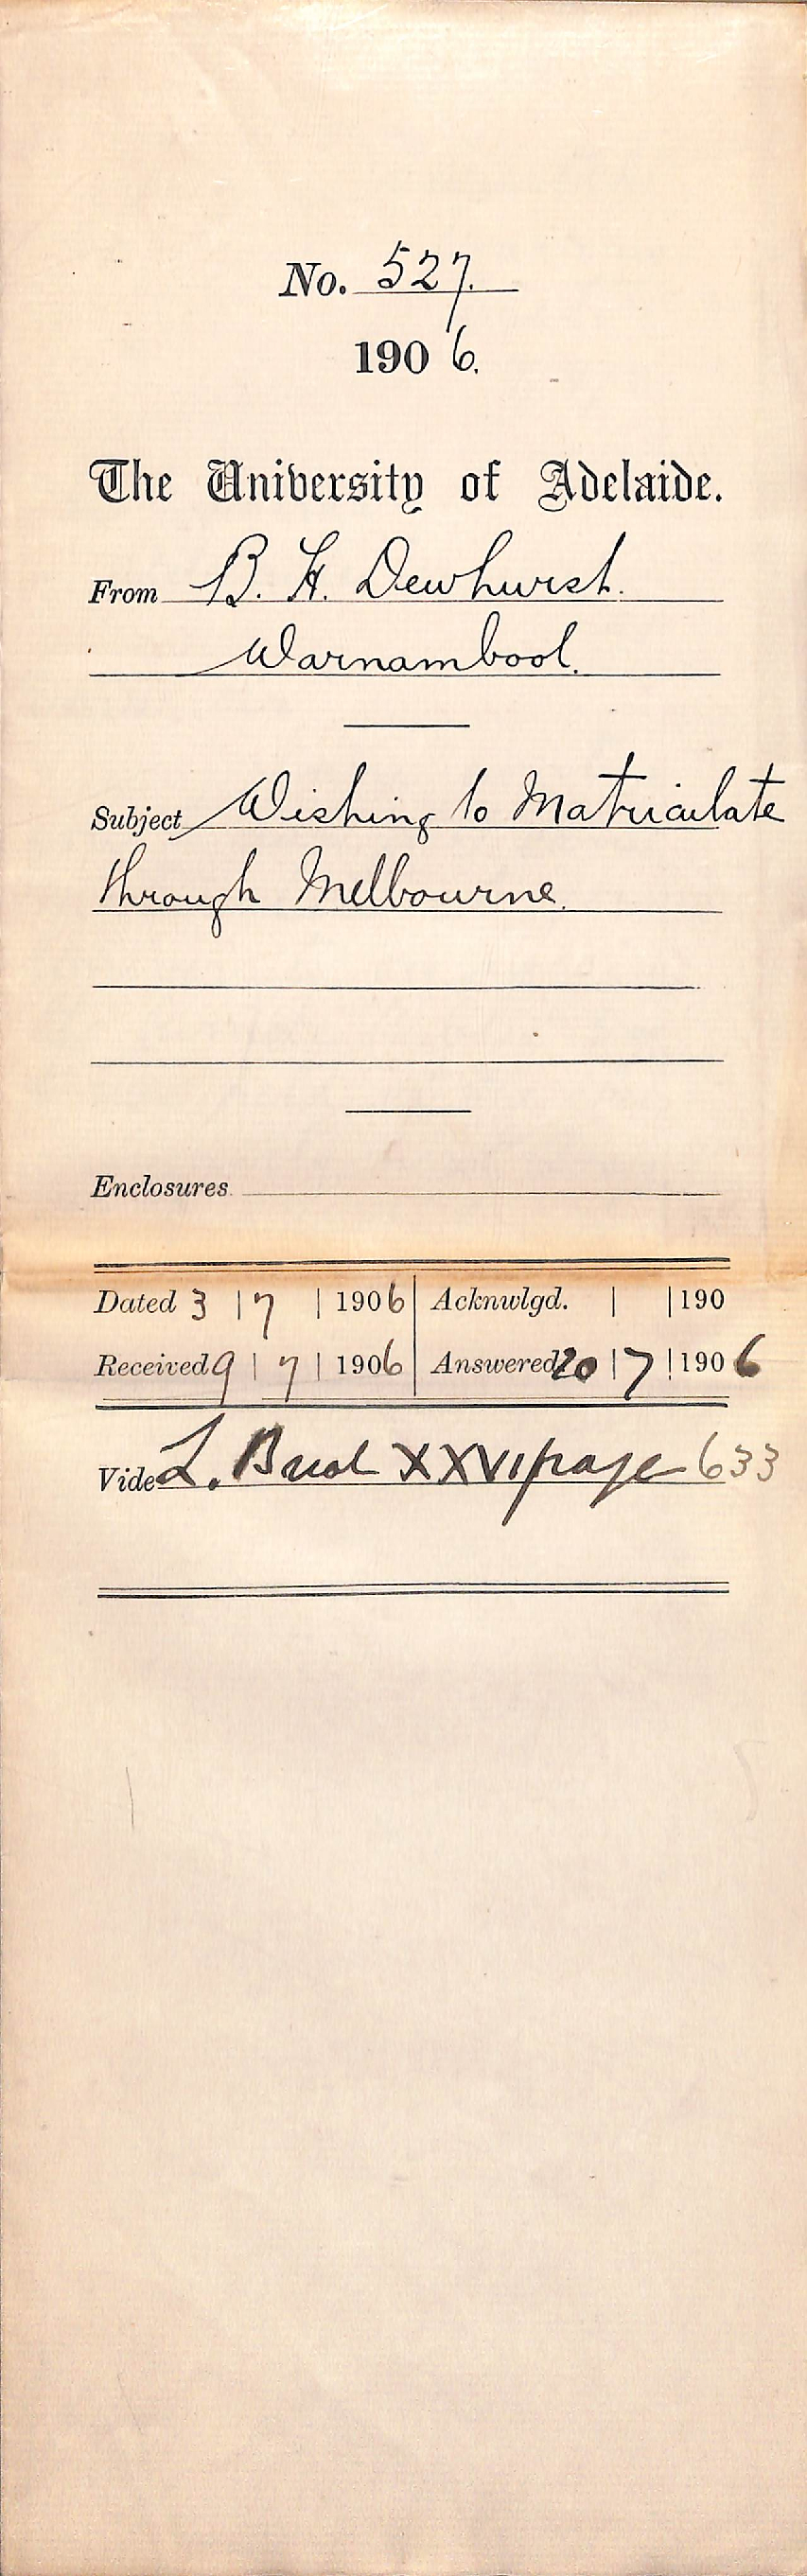 No. 527.
1906.
The University of Adelaide.
From B. H. Dewhurst.
Warnambool.
Subject Wishing to Matriculate
through Melbourne.
Enclosures
Dated 3 | 7 | 1906 | Acknwlgd. | | 190
Received 9 | 7 | 1906 | Answered 20 | 7 | 1906
Vide L. XXVI page 633